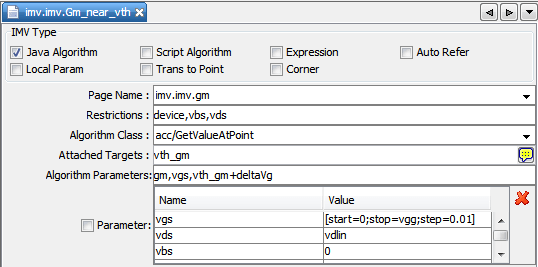 imv.imv.Gm_near_vth
IMV Type
Java Algorithm Script Algorithm Expression Auto Refer
Local Param Trans to Point Corner
Page Name : imv.imv.gm
Restrictions : device,vbs,vds
Algorithm Class : acc/GetValueAtPoint
Attached Targets : vth_gm
Algorithm Parameters: gm,vgs,vth_gm+deltaVg
Name Value
Parameter: vgs [start=0;stop=vgg;step=0.01]
vds vdlin
vbs 0